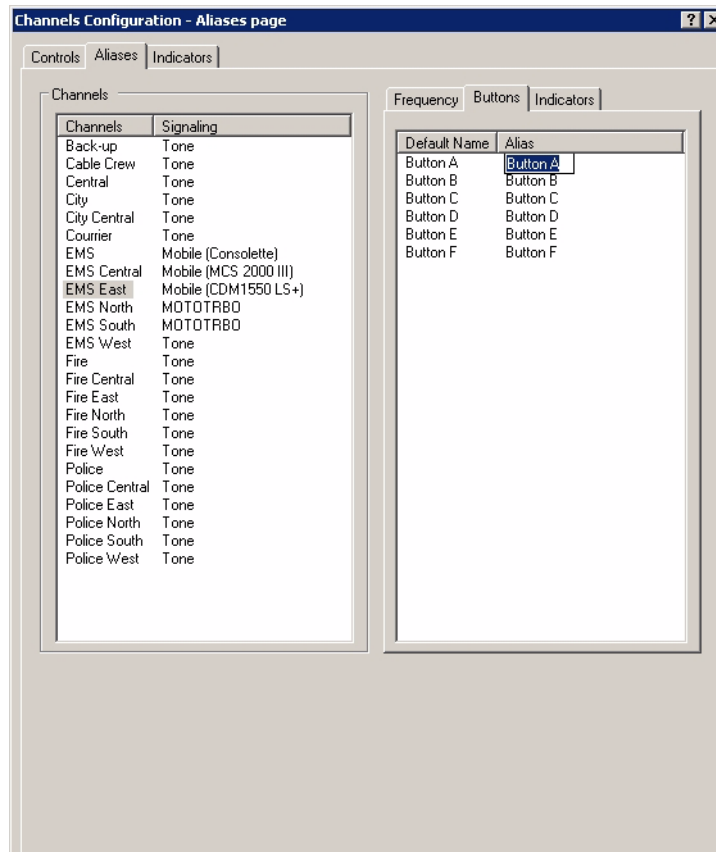 Channels Configuration - Aliases page
Controls Aliases Indicators
Channels
Channels Signaling
Back-up Tone
Cable Crew Tone
Central Tone
City Tone
City Central Tone
Courrier Tone
EMS Mobile (Consolette)
EMS Central Mobile (MCS 2000 III)
EMS East Mobile (CDM1550 LS+)
EMS North MOTOTRBO
EMS South MOTOTRBO
EMS West Tone
Fire Tone
Fire Central Tone
Fire East Tone
Fire North Tone
Fire South Tone
Fire West Tone
Police Tone
Police Central Tone
Police East Tone
Police North Tone
Police South Tone
Police West Tone
Frequency Buttons Indicators
Default Name Alias
Button A Button A
Button B Button B
Button C Button C
Button D Button D
Button E Button E
Button F Button F